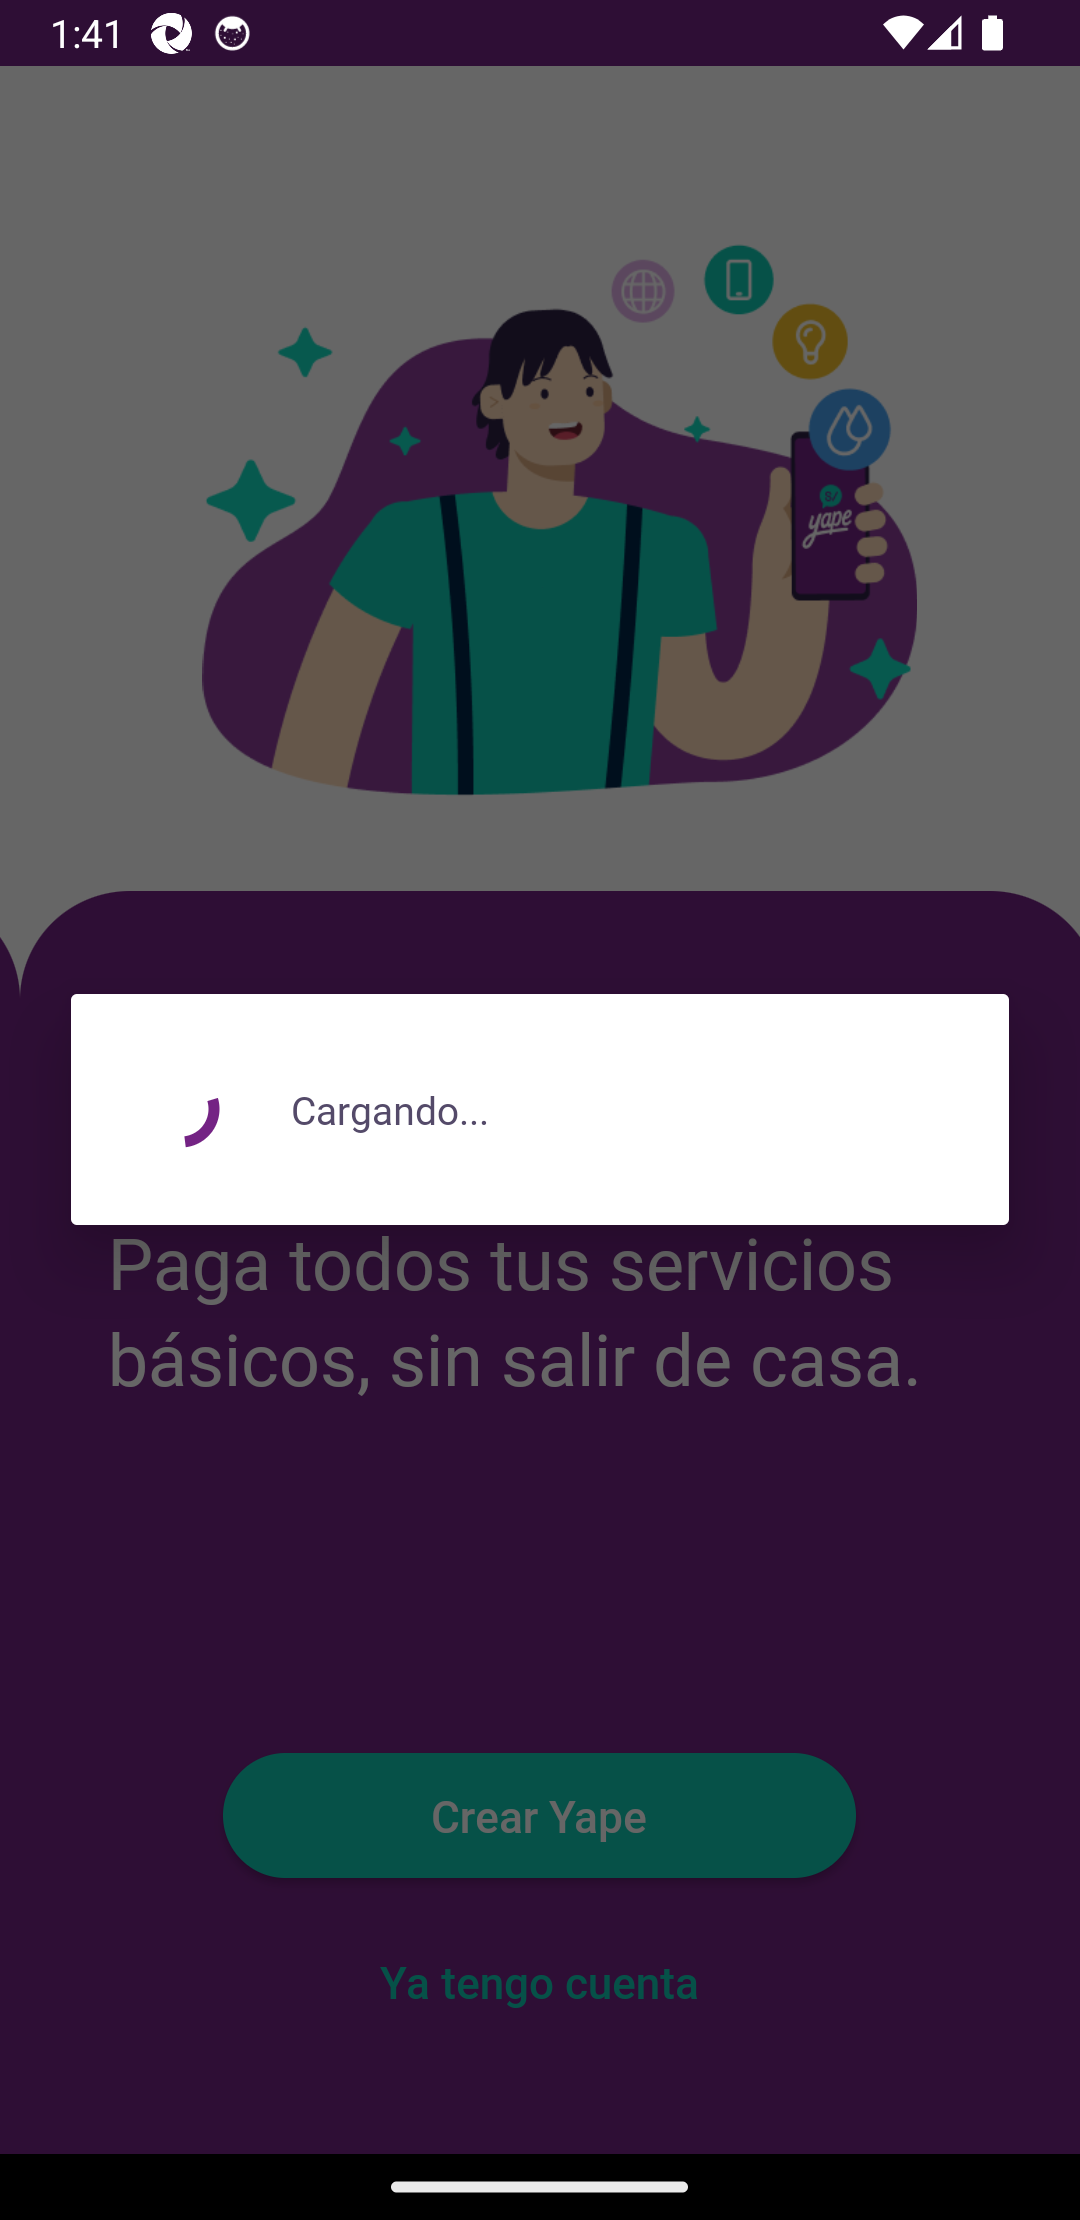 1:41
S/
yape
Cargando...
Paga todos tus servicios
básicos, sin salir de casa.
Crear Yape
Ya tengo cuenta